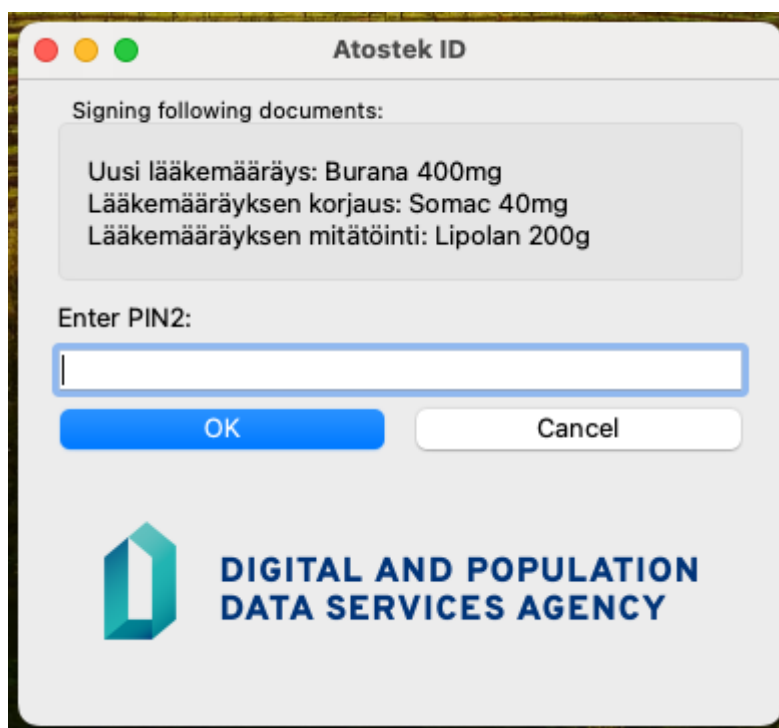 Atostek ID
Signing following documents:
Uusi lääkemääräys: Burana 400mg
Lääkemääräyksen korjaus: Somac 40mg
Lääkemääräyksen mitätöinti: Lipolan 200g
Enter PIN2:
OK
Cancel
DIGITAL AND POPULATION
DATA SERVICES AGENCY